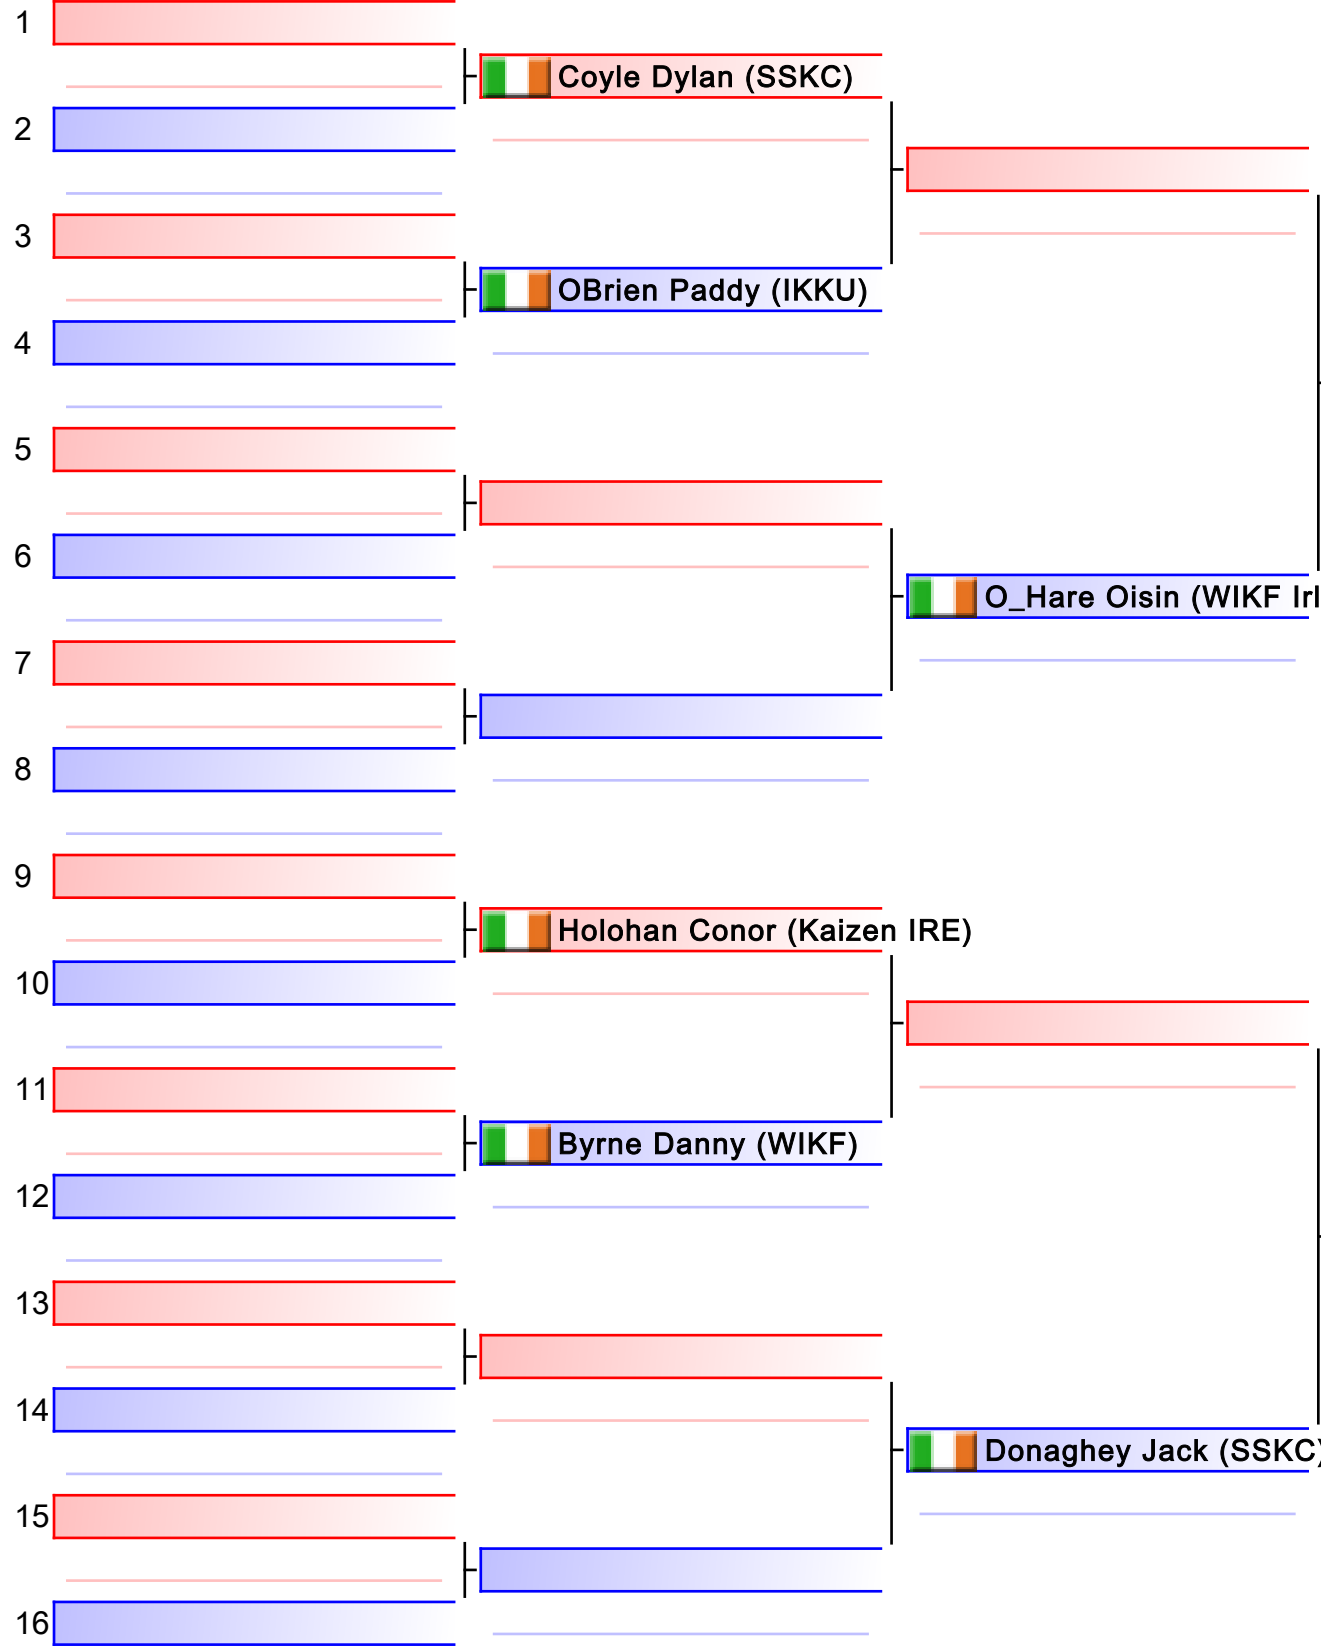 1
Coyle Dylan (SSKC)
2
3
OBrien Paddy (IKKU)
4
5
6
O_Hare Oisin (WIKF Irl
7
8
9
Holohan Conor (Kaizen IRE)
10
11
Byrne Danny (WIKF)
12
13
14
Donaghey Jack (SSKC)
15
16